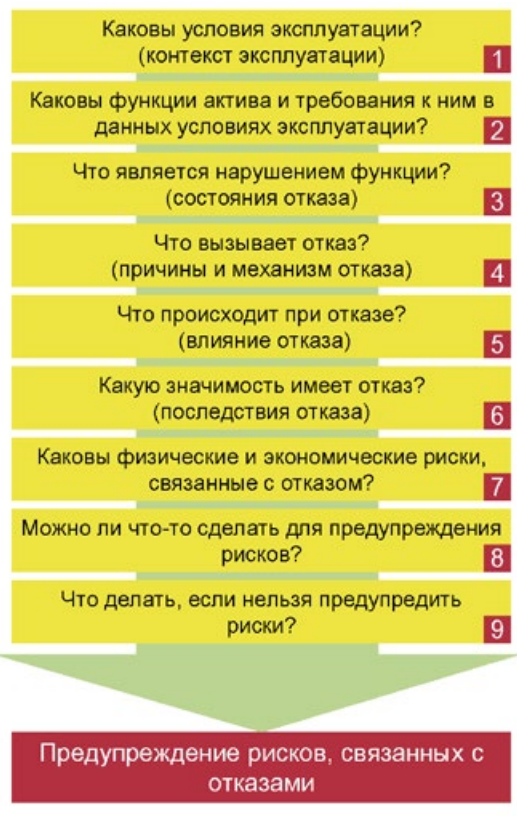 Каковы условия эксплуатации?
(контекст эксплуатации)
1
Каковы функции актива и требования к ним в
данных условиях эксплуатации?
2
Что является нарушением функции?
(состояния отказа)
3
Что вызывает отказ?
(причины и механизм отказа)
4
Что происходит при отказе?
(влияние отказа)
5
Какую значимость имеет отказ?
(последствия отказа)
6
Каковы физические и экономические риски,
связанные с отказом?
7
Можно ли что-то сделать для предупреждения
рисков?
8
Что делать, если нельзя предупредить
риски?
9
Предупреждение рисков, связанных с
отказами